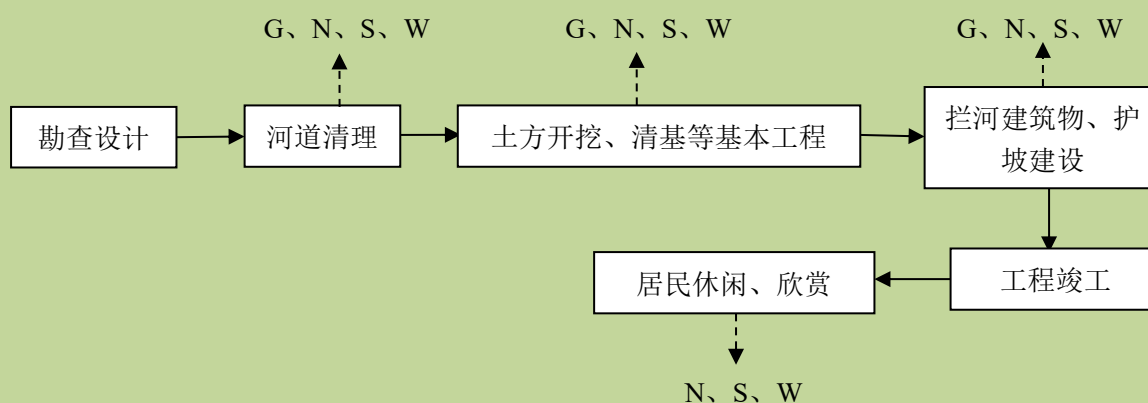 G、N、S、W
G、N、S、W
G、N、S、W
勘查设计
河道清理
土方开挖、清基等基本工程
拦河建筑物、护
坡建设
居民休闲、欣赏
工程竣工
N、S、W